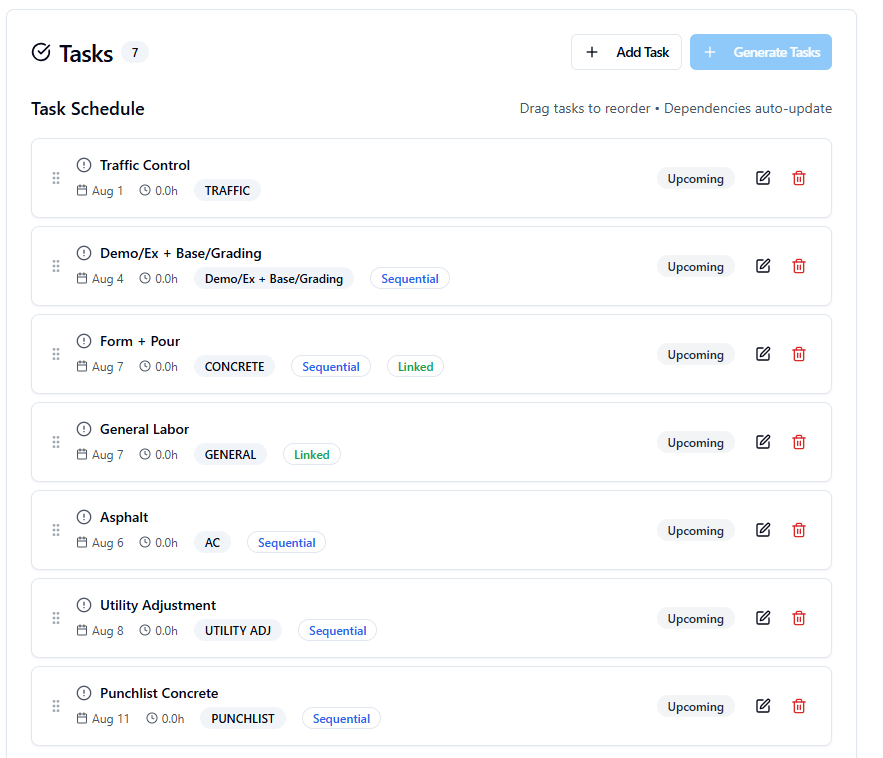 Tasks 7 Add Task Generate Tasks
Task Schedule Drag tasks to reorder • Dependencies auto-update
Traffic Control
Aug 1 0.0h TRAFFIC Upcoming
Demo/Ex + Base/Grading
Aug 4 0.0h Demo/Ex + Base/Grading Sequential Upcoming
Form + Pour
Aug 7 0.0h CONCRETE Sequential Linked Upcoming
General Labor
Aug 7 0.0h GENERAL Linked Upcoming
Asphalt
Aug 6 0.0h AC Sequential Upcoming
Utility Adjustment
Aug 8 0.0h UTILITY ADJ Sequential Upcoming
Punchlist Concrete
Aug 11 0.0h PUNCHLIST Sequential Upcoming